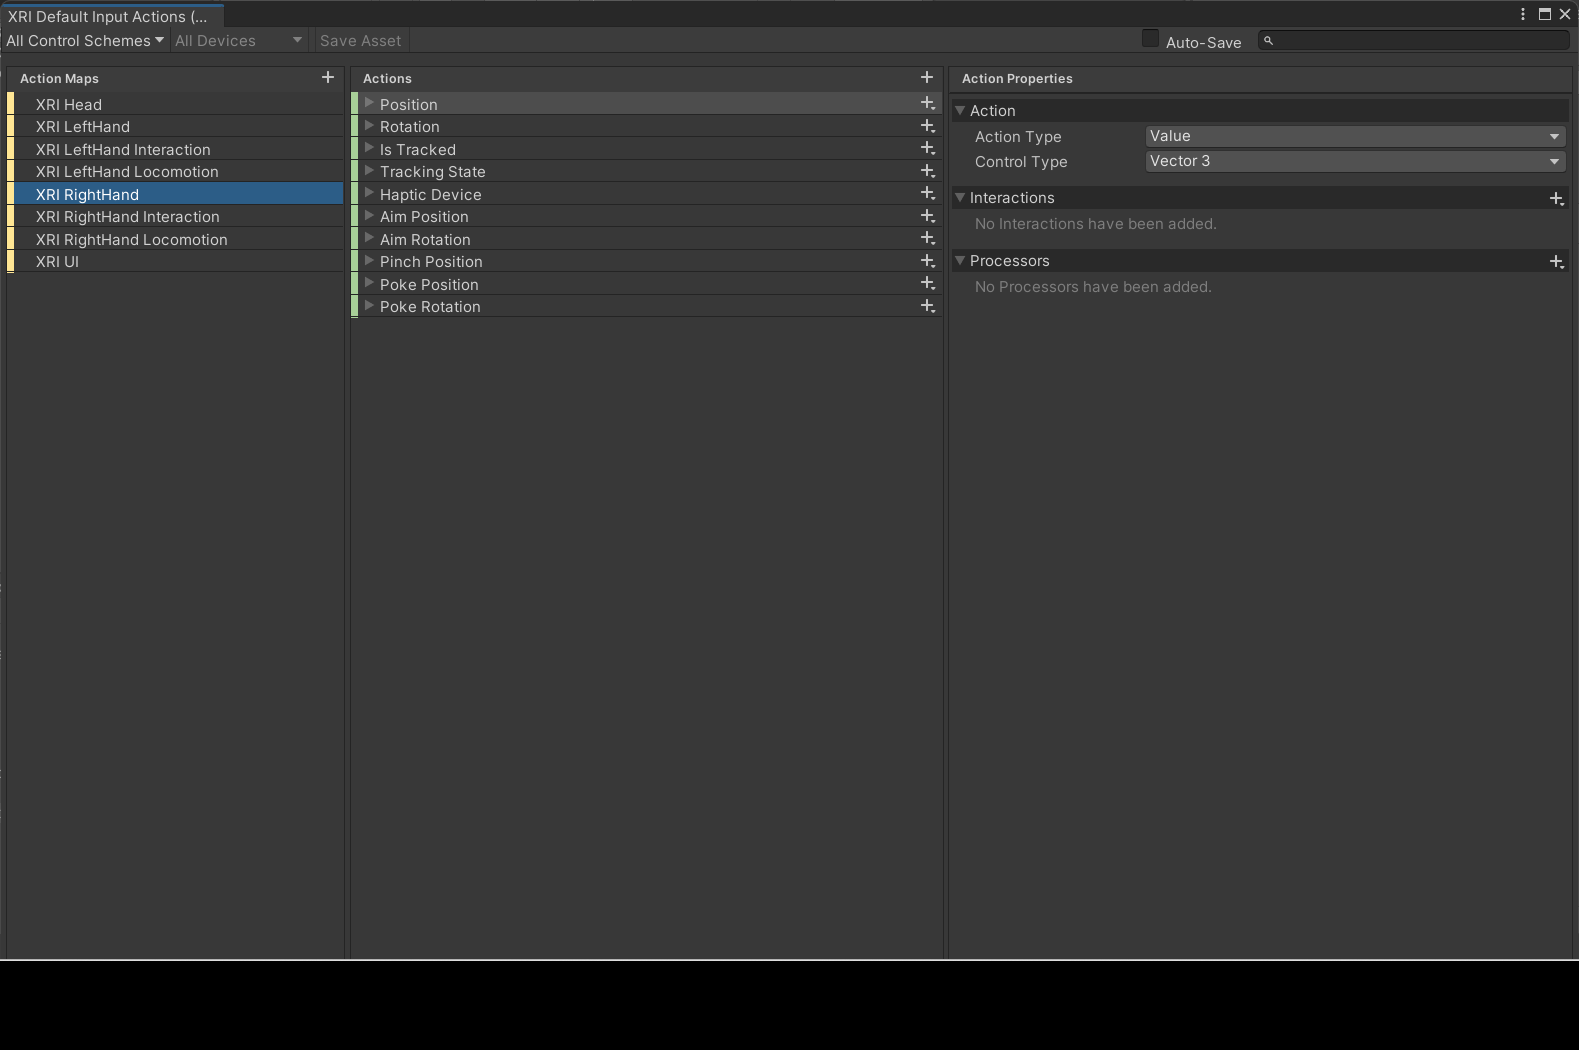 XRI Default Input Actions (...
All Control Schemes All Devices Save Asset Auto-Save
Action Maps
XRI Head
XRI LeftHand
XRI LeftHand Interaction
XRI LeftHand Locomotion
XRI RightHand
XRI RightHand Interaction
XRI RightHand Locomotion
XRI UI
Actions
Position
Rotation
Is Tracked
Tracking State
Haptic Device
Aim Position
Aim Rotation
Pinch Position
Poke Position
Poke Rotation
Action Properties
Action
Action Type Value
Control Type Vector 3
Interactions
No Interactions have been added.
Processors
No Processors have been added.